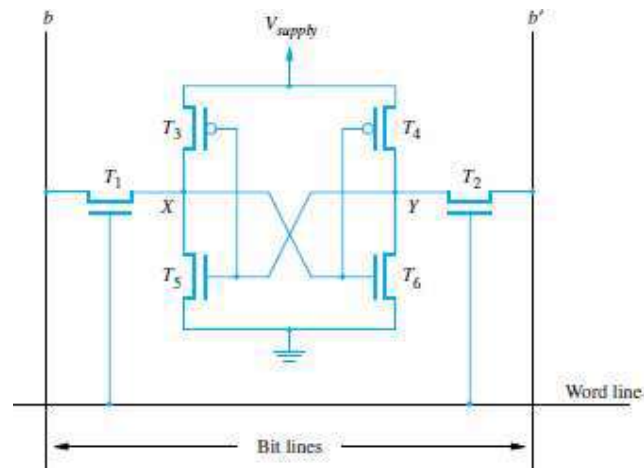 b
b′
V_supply
T₃
T₄
T₁
T₂
X
Y
T₅
T₆
Word line
Bit lines